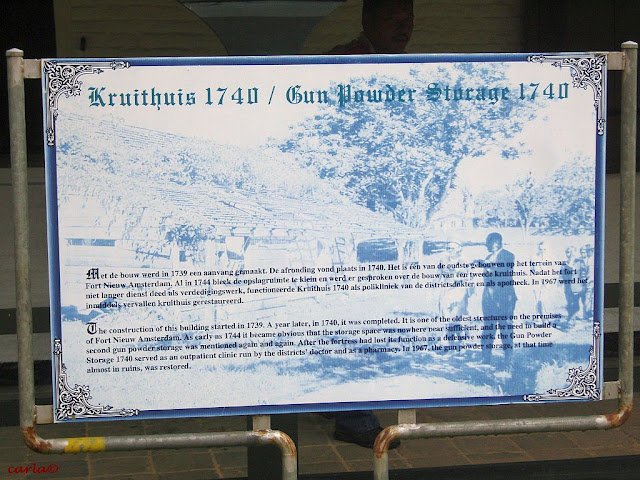 Kruithuis 1740 / Gun Powder Storage 1740
Met de bouw werd in 1739 een aanvang gemaakt. De afronding vond plaats in 1740. Het is één van de oudste gebouwen op het terrein van
Fort Nieuw Amsterdam. Al in 1744 bleek de opslagruimte te klein en werd er gesproken over de bouw van een tweede kruithuis. Nadat het fort
niet langer dienst deed als verdedigingswerk, functioneerde Kruithuis 1740 als polikliniek van de districtsdokter en als apotheek. In 1967 werd het
inmiddels vervallen kruithuis gerestaureerd.
The construction of this building started in 1739. A year later, in 1740, it was completed. It is one of the oldest structures on the premises
of Fort Nieuw Amsterdam. As early as 1744 it became obvious that the storage space was nowhere near sufficient, and the need to build a
second gun powder storage was mentioned again and again. After the fortress had lost its function as a defensive work, the Gun Powder
Storage 1740 served as an outpatient clinic run by the districts' doctor and as a pharmacy. In 1967, the gun powder storage, at that time
almost in ruins, was restored.
carla©